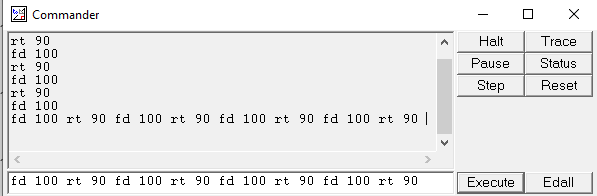 Commander
rt 90
fd 100
rt 90
fd 100
rt 90
fd 100
fd 100 rt 90 fd 100 rt 90 fd 100 rt 90 fd 100 rt 90
Halt
Trace
Pause
Status
Step
Reset
fd 100 rt 90 fd 100 rt 90 fd 100 rt 90 fd 100 rt 90
Execute
Edall